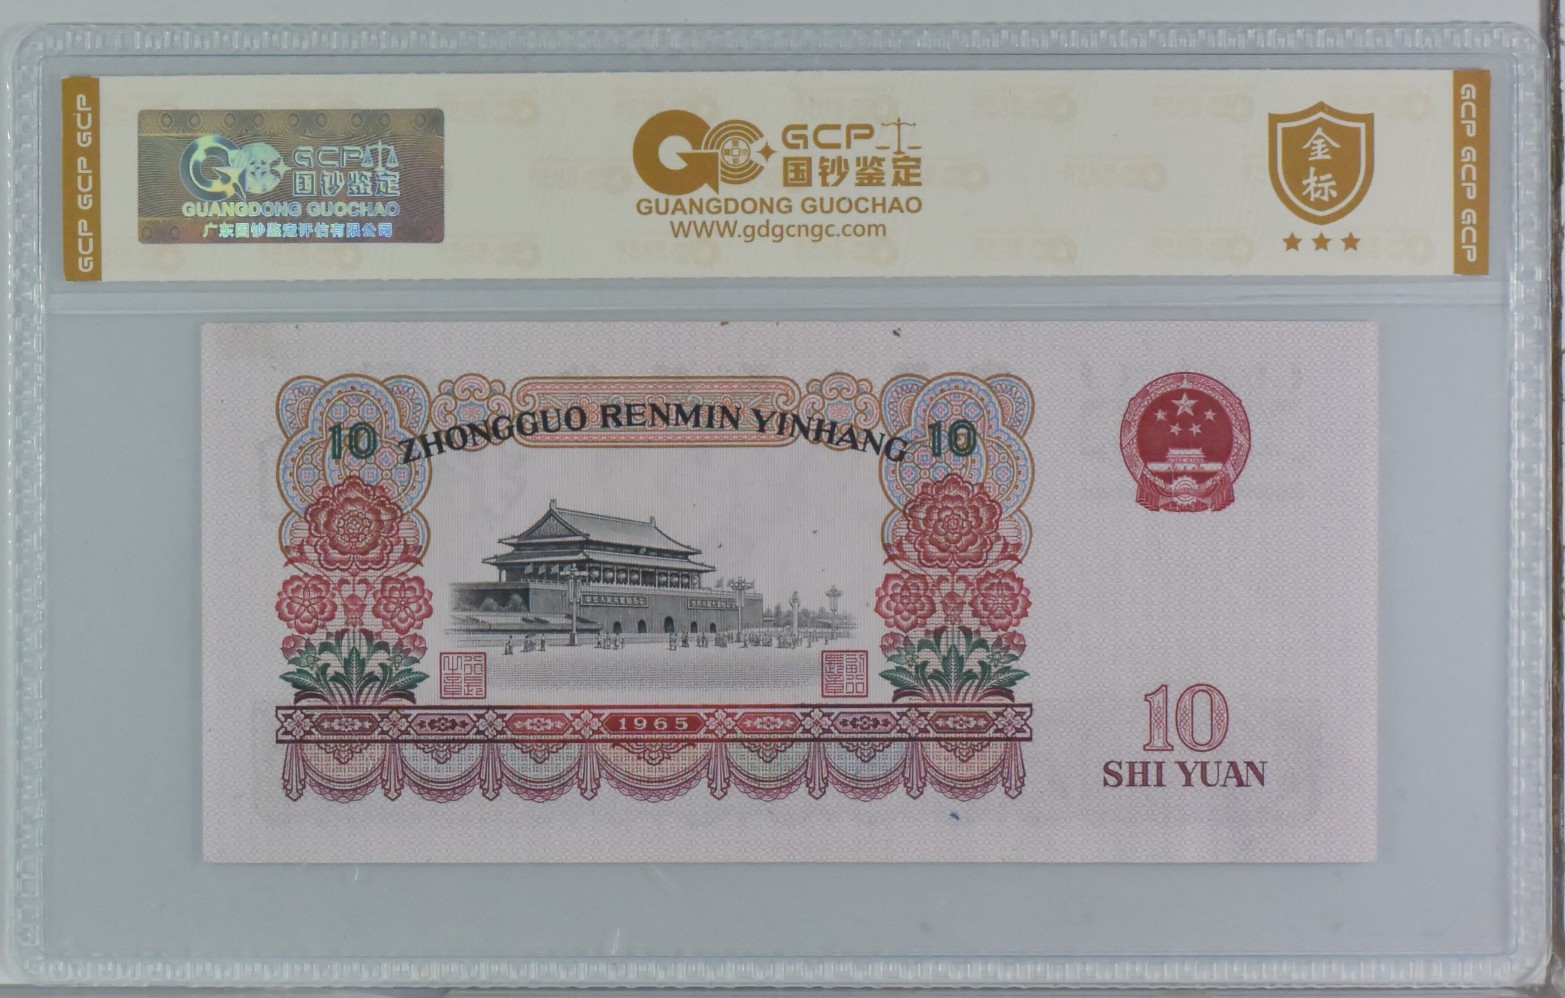 GCP GCP GCP
GCP
国钞鉴定
GUANGDONG GUOCHAO
广东国钞鉴定评估有限公司
GCP
国钞鉴定
GUANGDONG GUOCHAO
WWW.gdgcngc.com
金
标
GCP GCP GCP
10 ZHONGGUO RENMIN YINHANG 10
1965
10
SHI YUAN